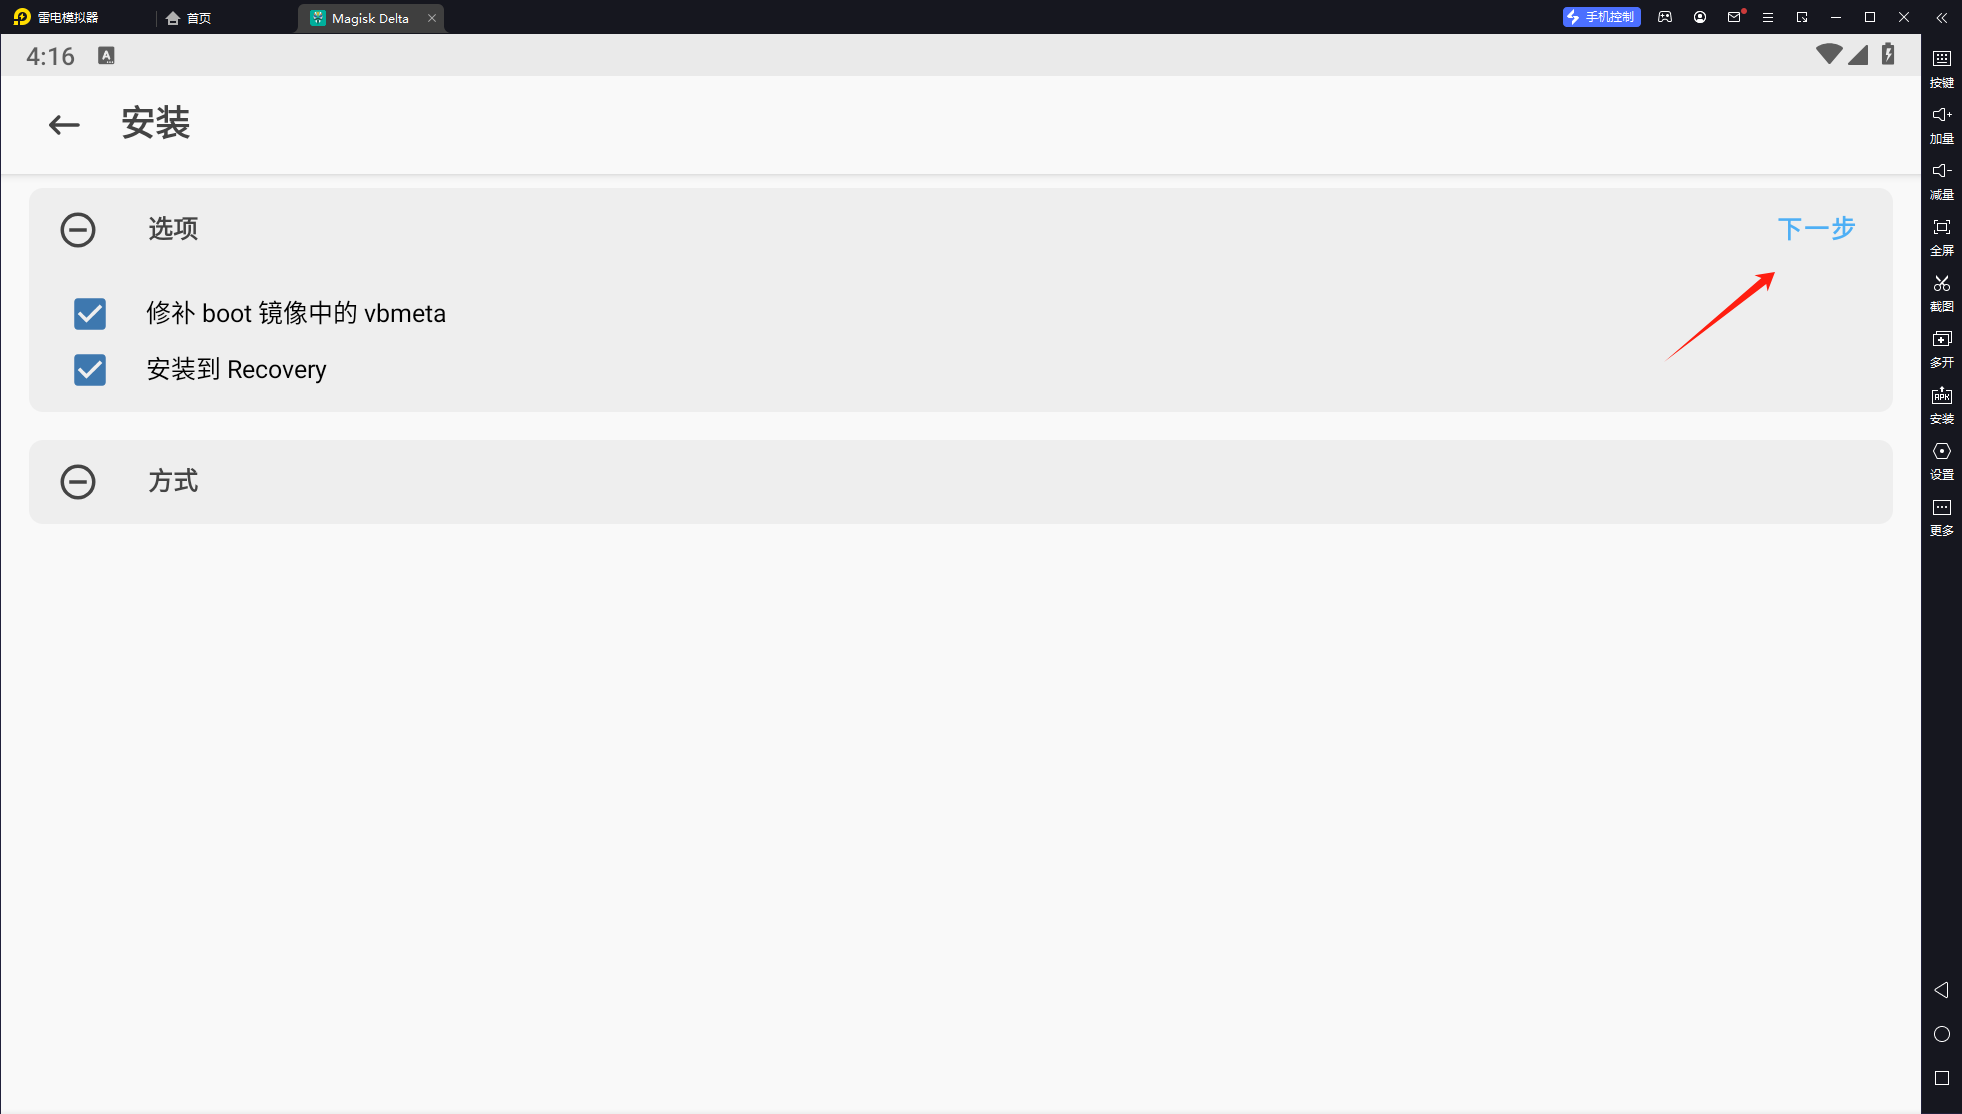 雷电模拟器
首页
Magisk Delta
手机控制
4:16
A
安装
选项
下一步
修补 boot 镜像中的 vbmeta
安装到 Recovery
方式
按键
加量
减量
全屏
截图
多开
APK
安装
设置
更多